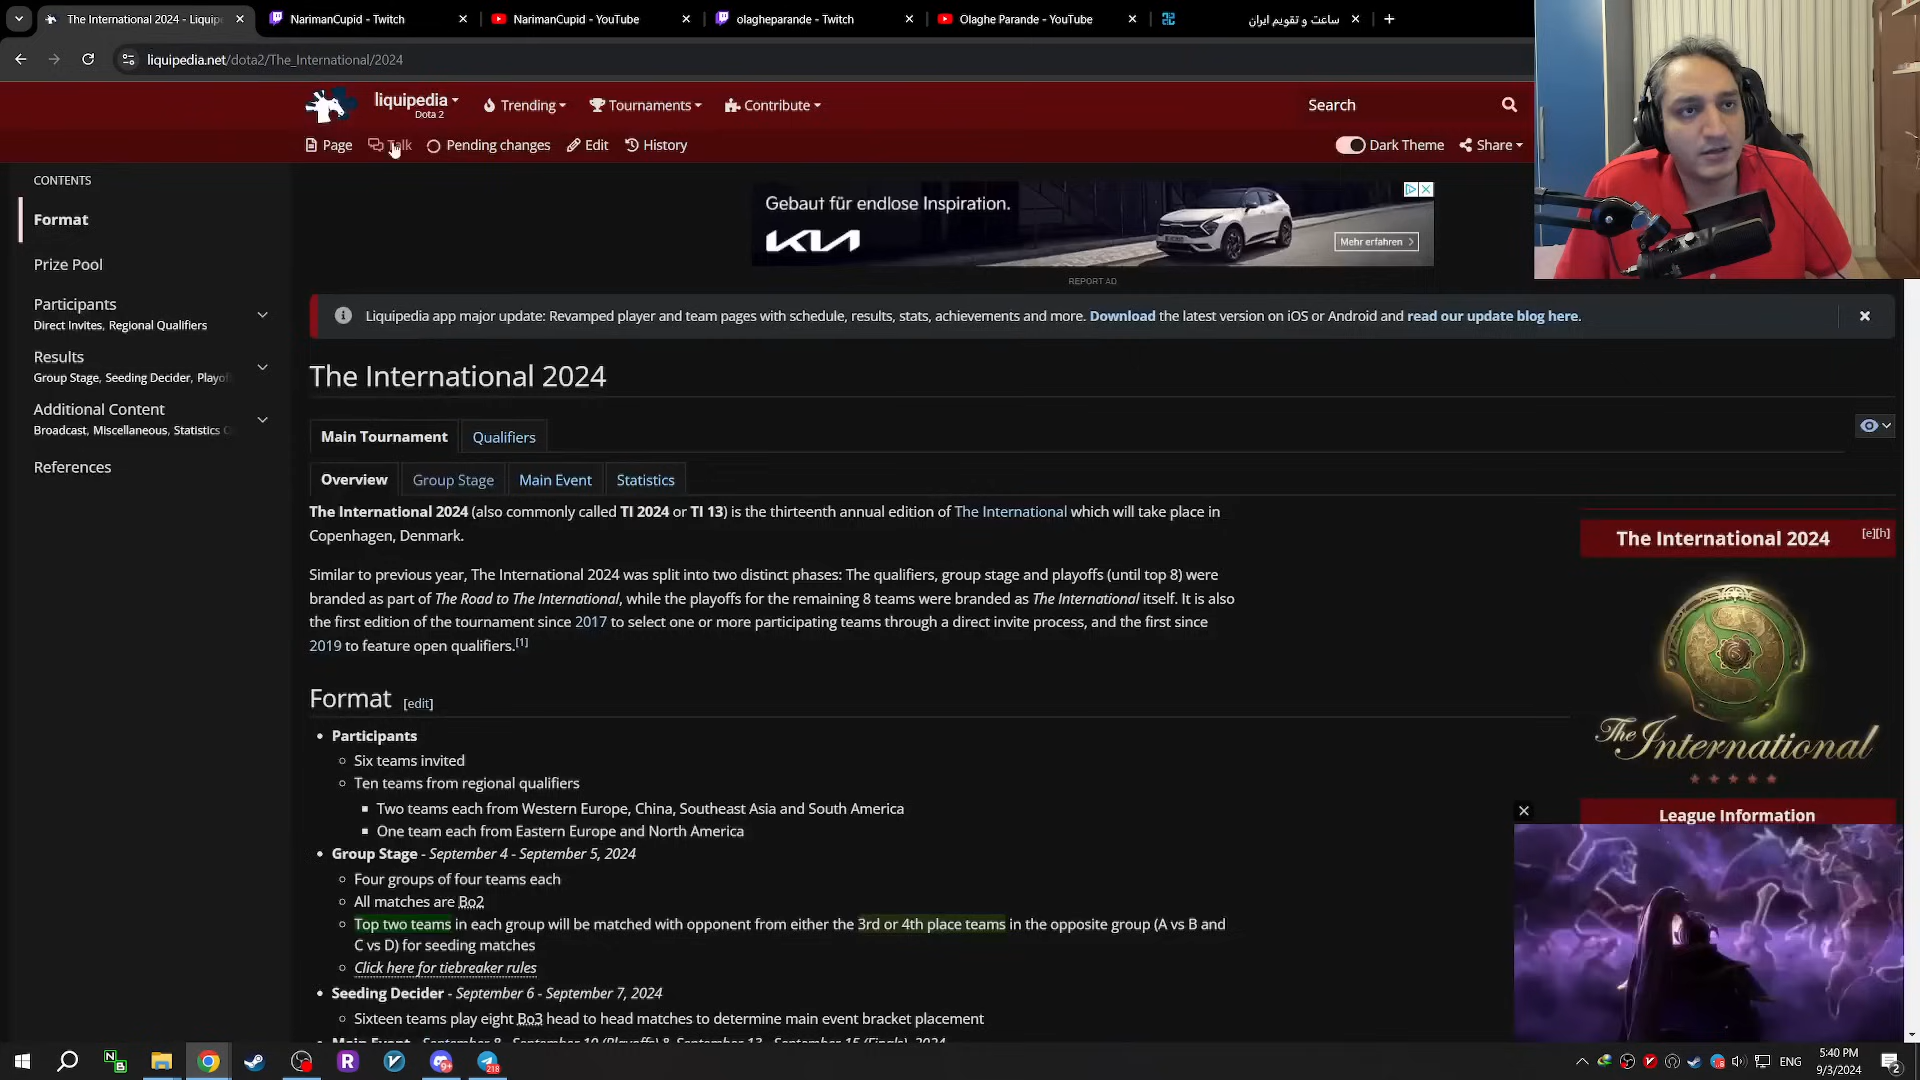 The International 2024 - Liquip
NarimanCupid - Twitch
NarimanCupid - YouTube
olagheparande - Twitch
Olaghe Parande - YouTube
ساعت و تقویم ایران
liquipedia.net/dota2/The_International/2024
liquipedia
Dota 2
Trending
Tournaments
Contribute
Search
Page
Talk
Pending changes
Edit
History
Dark Theme
Share
CONTENTS
Format
Prize Pool
Participants
Direct Invites, Regional Qualifiers
Results
Group Stage, Seeding Decider, Playof
Additional Content
Broadcast, Miscellaneous, Statistics
References
Gebaut für endlose Inspiration.
KIA
Mehr erfahren >
REPORT AD
Liquipedia app major update: Revamped player and team pages with schedule, results, stats, achievements and more. Download the latest version on iOS or Android and read our update blog here.
The International 2024
Main Tournament
Qualifiers
Overview
Group Stage
Main Event
Statistics
The International 2024 (also commonly called TI 2024 or TI 13) is the thirteenth annual edition of The International which will take place in
Copenhagen, Denmark.
Similar to previous year, The International 2024 was split into two distinct phases: The qualifiers, group stage and playoffs (until top 8) were
branded as part of The Road to The International, while the playoffs for the remaining 8 teams were branded as The International itself. It is also
the first edition of the tournament since 2017 to select one or more participating teams through a direct invite process, and the first since
2019 to feature open qualifiers.[1]
Format [edit]
• Participants
Six teams invited
Ten teams from regional qualifiers
Two teams each from Western Europe, China, Southeast Asia and South America
One team each from Eastern Europe and North America
• Group Stage - September 4 - September 5, 2024
Four groups of four teams each
All matches are Bo2
Top two teams in each group will be matched with opponent from either the 3rd or 4th place teams in the opposite group (A vs B and
C vs D) for seeding matches
Click here for tiebreaker rules
• Seeding Decider - September 6 - September 7, 2024
Sixteen teams play eight Bo3 head to head matches to determine main event bracket placement
• Main Event - September 8 - September 10 (Playoffs) & September 13 - September 15 (Finals), 2024
The International 2024
[e][h]
The International
League Information
N
B
R
V
9+
218
ENG
5:40 PM
9/3/2024
2